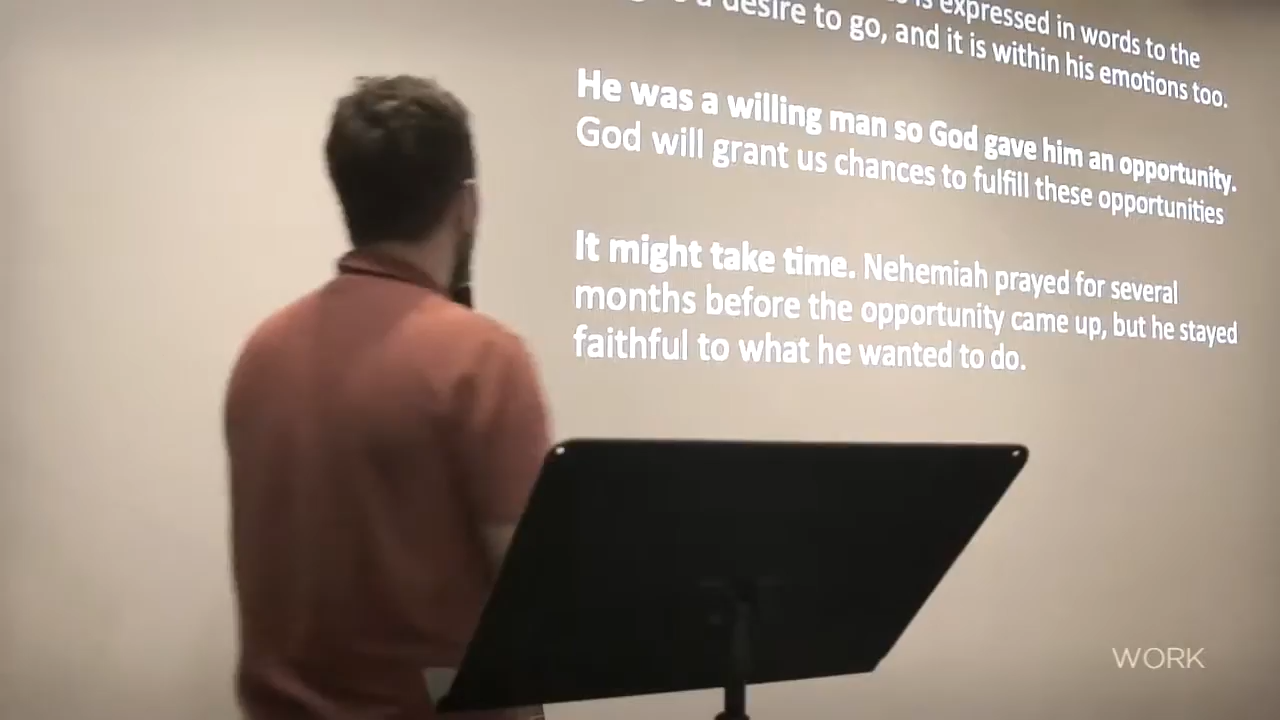 is expressed in words to the
desire to go, and it is within his emotions too.
He was a willing man so God gave him an opportunity.
God will grant us chances to fulfill these opportunities
It might take time. Nehemiah prayed for several
months before the opportunity came up, but he stayed
faithful to what he wanted to do.
WORK